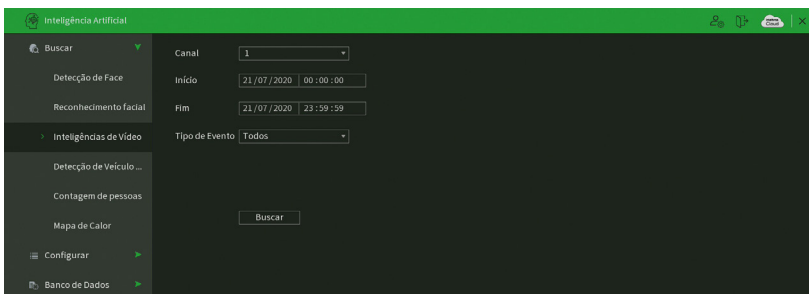 Inteligência Artificial
Cloud
Buscar
Detecção de Face
Reconhecimento facial
Inteligências de Vídeo
Detecção de Veículo ...
Contagem de pessoas
Mapa de Calor
Configurar
Banco de Dados
Canal 1
Início 21/07/2020 00:00:00
Fim 21/07/2020 23:59:59
Tipo de Evento Todos
Buscar